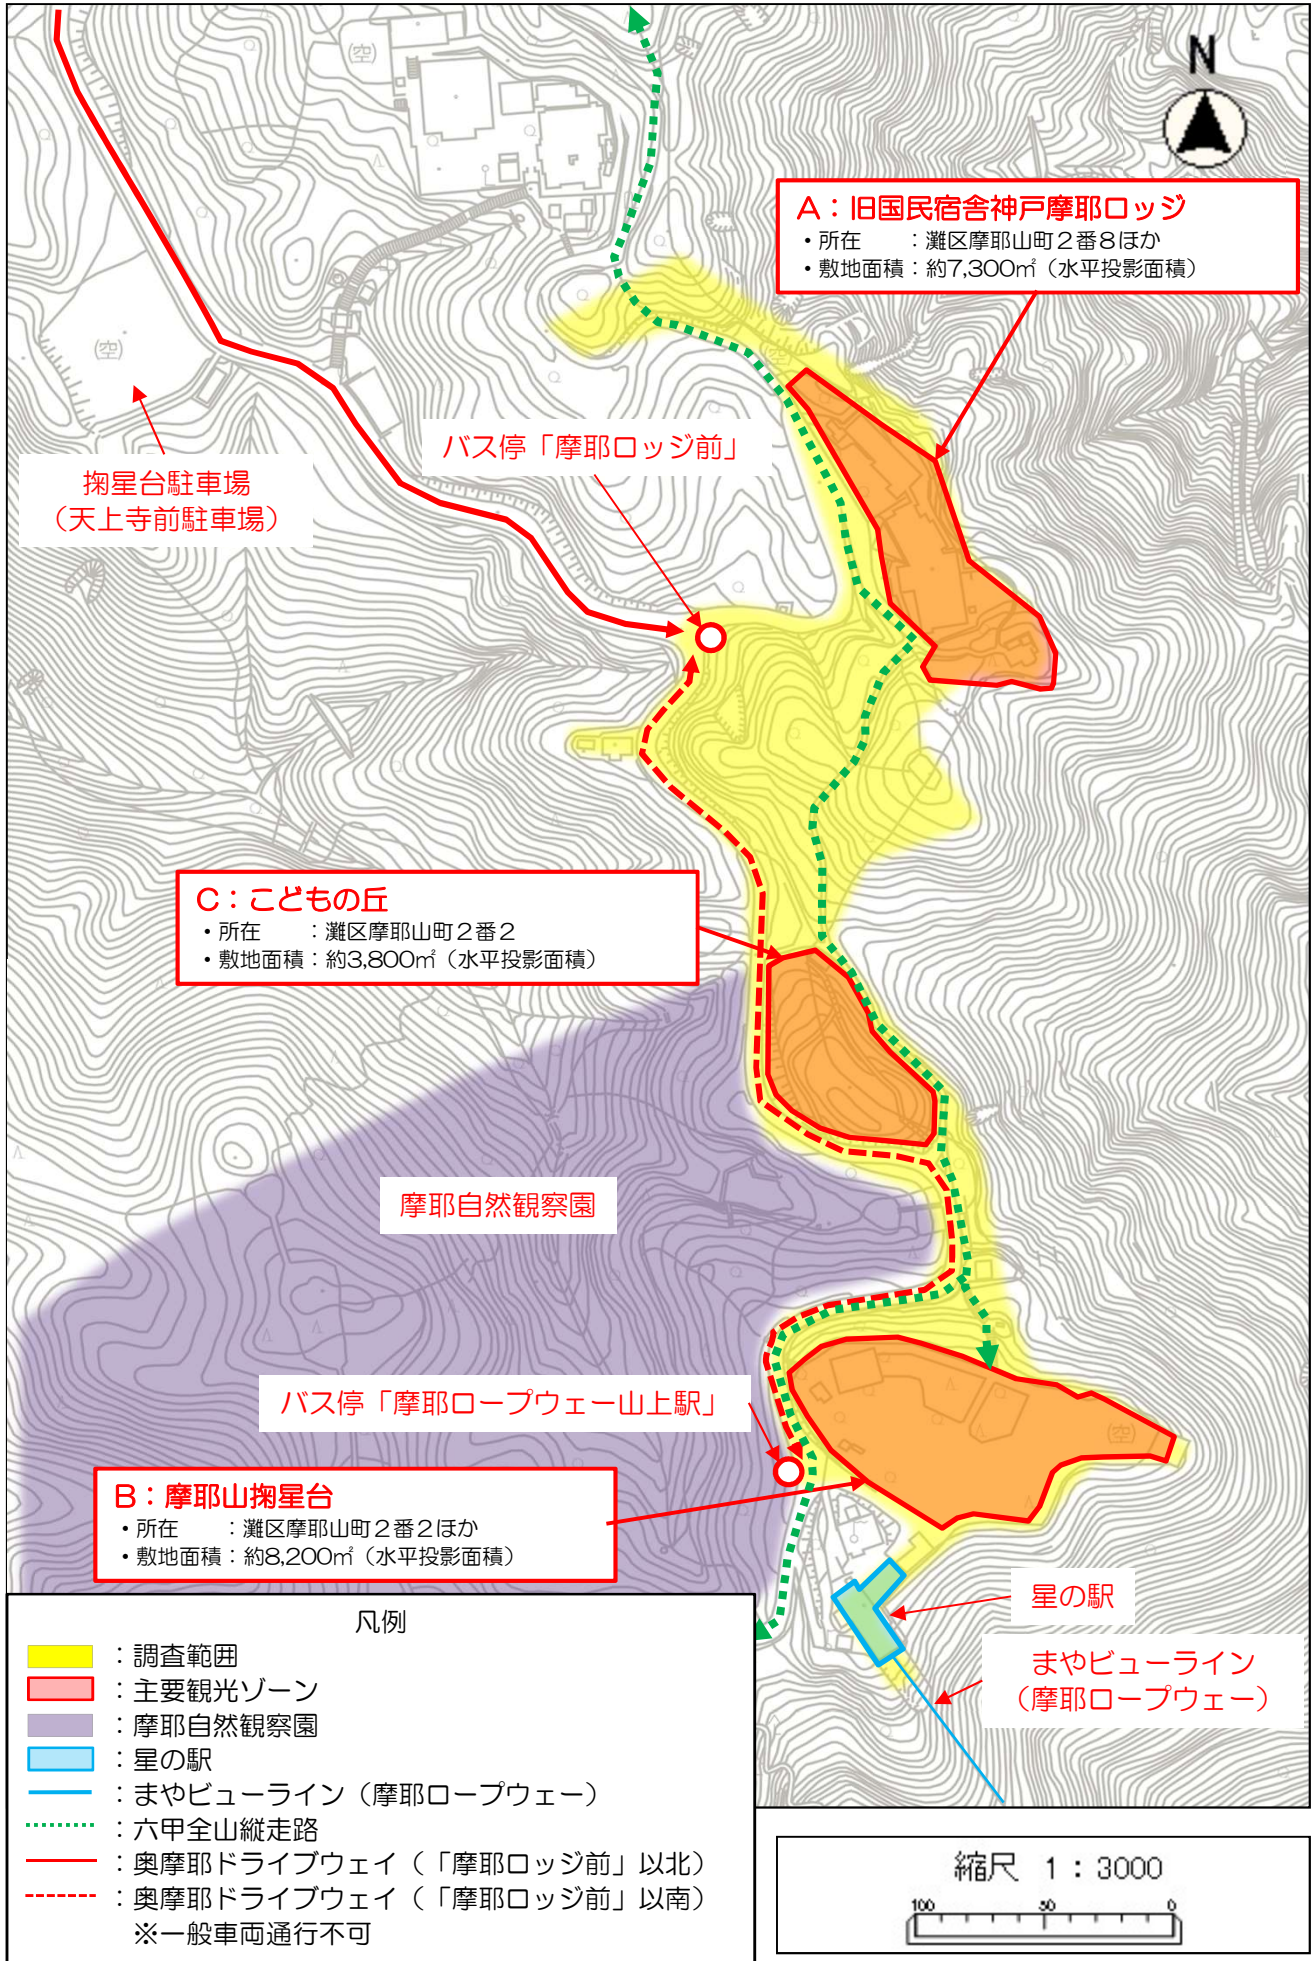 (空)
N
A：旧国民宿舎神戸摩耶ロッジ
・所在　　：灘区摩耶山町２番８ほか
・敷地面積：約7,300㎡（水平投影面積）
(空)
(空)
バス停「摩耶ロッジ前」
掬星台駐車場
（天上寺前駐車場）
C：こどもの丘
・所在　　：灘区摩耶山町２番２
・敷地面積：約3,800㎡（水平投影面積）
摩耶自然観察園
バス停「摩耶ロープウェー山上駅」
(空)
B：摩耶山掬星台
・所在　　：灘区摩耶山町２番２ほか
・敷地面積：約8,200㎡（水平投影面積）
星の駅
まやビューライン
（摩耶ロープウェー）
凡例
：調査範囲
：主要観光ゾーン
：摩耶自然観察園
：星の駅
：まやビューライン（摩耶ロープウェー）
：六甲全山縦走路
：奥摩耶ドライブウェイ（「摩耶ロッジ前」以北）
：奥摩耶ドライブウェイ（「摩耶ロッジ前」以南）
※一般車両通行不可
縮尺　1：3000
100 50 0